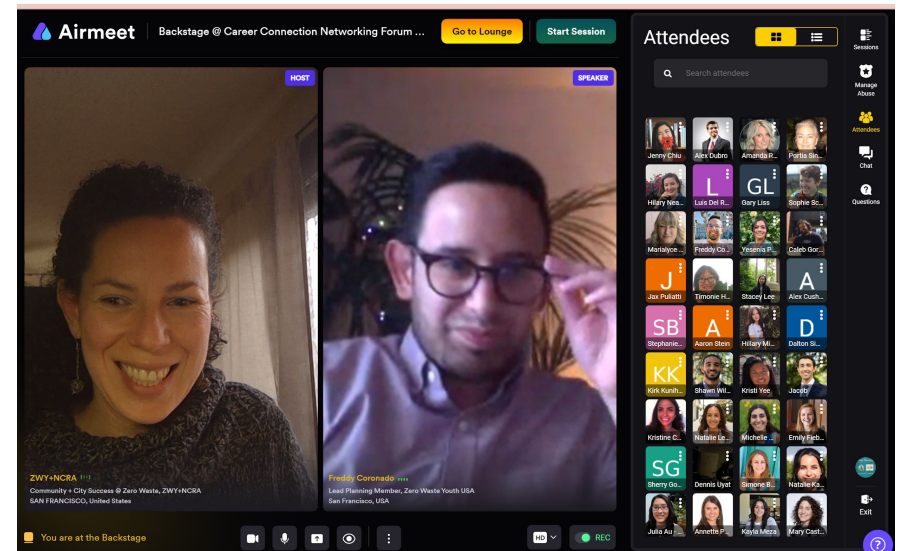 Airmeet
Backstage @ Career Connection Networking Forum ...
Go to Lounge
Start Session
HOST
ZWY+NCRA
Community + City Success @ Zero Waste, ZWY+NCRA
SAN FRANCISCO, United States
SPEAKER
Freddy Coronado
Lead Planning Member, Zero Waste Youth USA
San Francisco, USA
You are at the Backstage
HD
REC
Attendees
Search attendees
Jenny Chiu
Alex Dubro
Amanda R...
Portia Sin...
Hilary Nea...
L
Luis Del R...
GL
Gary Liss
Sophie Sc...
Marialyce ...
Freddy Co...
Yesenia P...
Caleb Gor...
J
Jax Puliatti
Timonie H...
Stacey Lee
A
Alex Cush...
SB
Stephanie...
A
Aaron Stein
Hillary Mi...
D
Dalton Si...
KK
Kirk Kunih...
Shawn Wil...
Kristi Yee
Jacob
Kristine C...
Natalie Le...
Michelle ...
Emily Fieb...
SG
Sherry Go...
Dennis Uyat
Simone B...
Natalie Ka...
Julia Au -...
Annette P...
Kayla Meza
Mary Cast...
Sessions
Manage
Abuse
Attendees
Chat
Questions
Exit
?